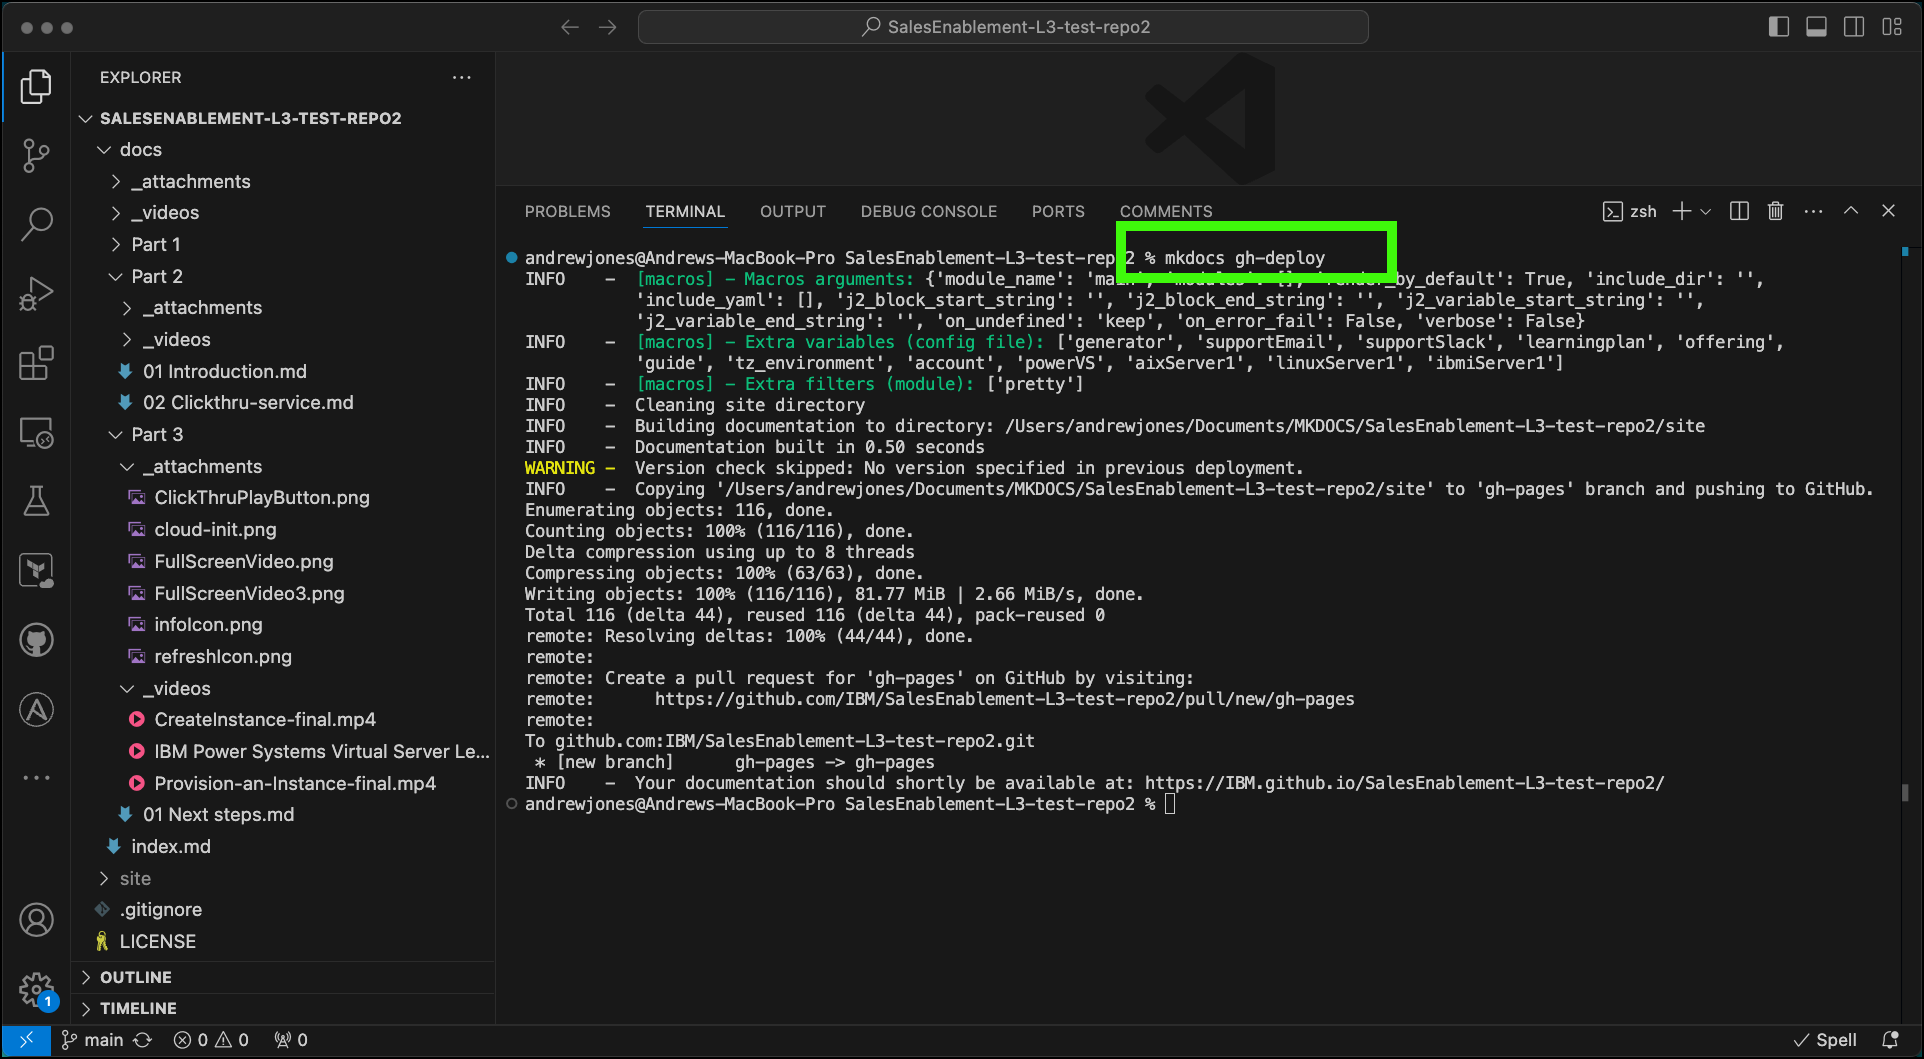 SalesEnablement-L3-test-repo2
EXPLORER
SALESENABLEMENT-L3-TEST-REPO2
docs
_attachments
_videos
Part 1
Part 2
_attachments
_videos
01 Introduction.md
02 Clickthru-service.md
Part 3
_attachments
ClickThruPlayButton.png
cloud-init.png
FullScreenVideo.png
FullScreenVideo3.png
infoIcon.png
refreshIcon.png
_videos
CreateInstance-final.mp4
IBM Power Systems Virtual Server Le...
Provision-an-Instance-final.mp4
01 Next steps.md
index.md
site
.gitignore
LICENSE
OUTLINE
TIMELINE
PROBLEMS TERMINAL OUTPUT DEBUG CONSOLE PORTS COMMENTS zsh
andrewjones@Andrews-MacBook-Pro SalesEnablement-L3-test-rep 2 % mkdocs gh-deploy
INFO - [macros] - Macros arguments: {'module_name': True, 'include_dir': '',
'include_yaml': [], 'j2_block_start_string': '', 'j2_block_end_string': '', 'j2_variable_start_string': '',
'j2_variable_end_string': '', 'on_undefined': 'keep', 'on_error_fail': False, 'verbose': False}
INFO - [macros] - Extra variables (config file): ['generator', 'supportEmail', 'supportSlack', 'learningplan', 'offering',
'guide', 'tz_environment', 'account', 'powerVS', 'aixServer1', 'linuxServer1', 'ibmiServer1']
INFO - [macros] - Extra filters (module): ['pretty']
INFO - Cleaning site directory
INFO - Building documentation to directory: /Users/andrewjones/Documents/MKDOCS/SalesEnablement-L3-test-repo2/site
INFO - Documentation built in 0.50 seconds
WARNING - Version check skipped: No version specified in previous deployment.
INFO - Copying '/Users/andrewjones/Documents/MKDOCS/SalesEnablement-L3-test-repo2/site' to 'gh-pages' branch and pushing to GitHub.
Enumerating objects: 116, done.
Counting objects: 100% (116/116), done.
Delta compression using up to 8 threads
Compressing objects: 100% (63/63), done.
Writing objects: 100% (116/116), 81.77 MiB | 2.66 MiB/s, done.
Total 116 (delta 44), reused 116 (delta 44), pack-reused 0
remote: Resolving deltas: 100% (44/44), done.
remote:
remote: Create a pull request for 'gh-pages' on GitHub by visiting:
remote: https://github.com/IBM/SalesEnablement-L3-test-repo2/pull/new/gh-pages
remote:
To github.com:IBM/SalesEnablement-L3-test-repo2.git
* [new branch] gh-pages -> gh-pages
INFO - Your documentation should shortly be available at: https://IBM.github.io/SalesEnablement-L3-test-repo2/
andrewjones@Andrews-MacBook-Pro SalesEnablement-L3-test-repo2 %
1
main 0 0 0 Spell